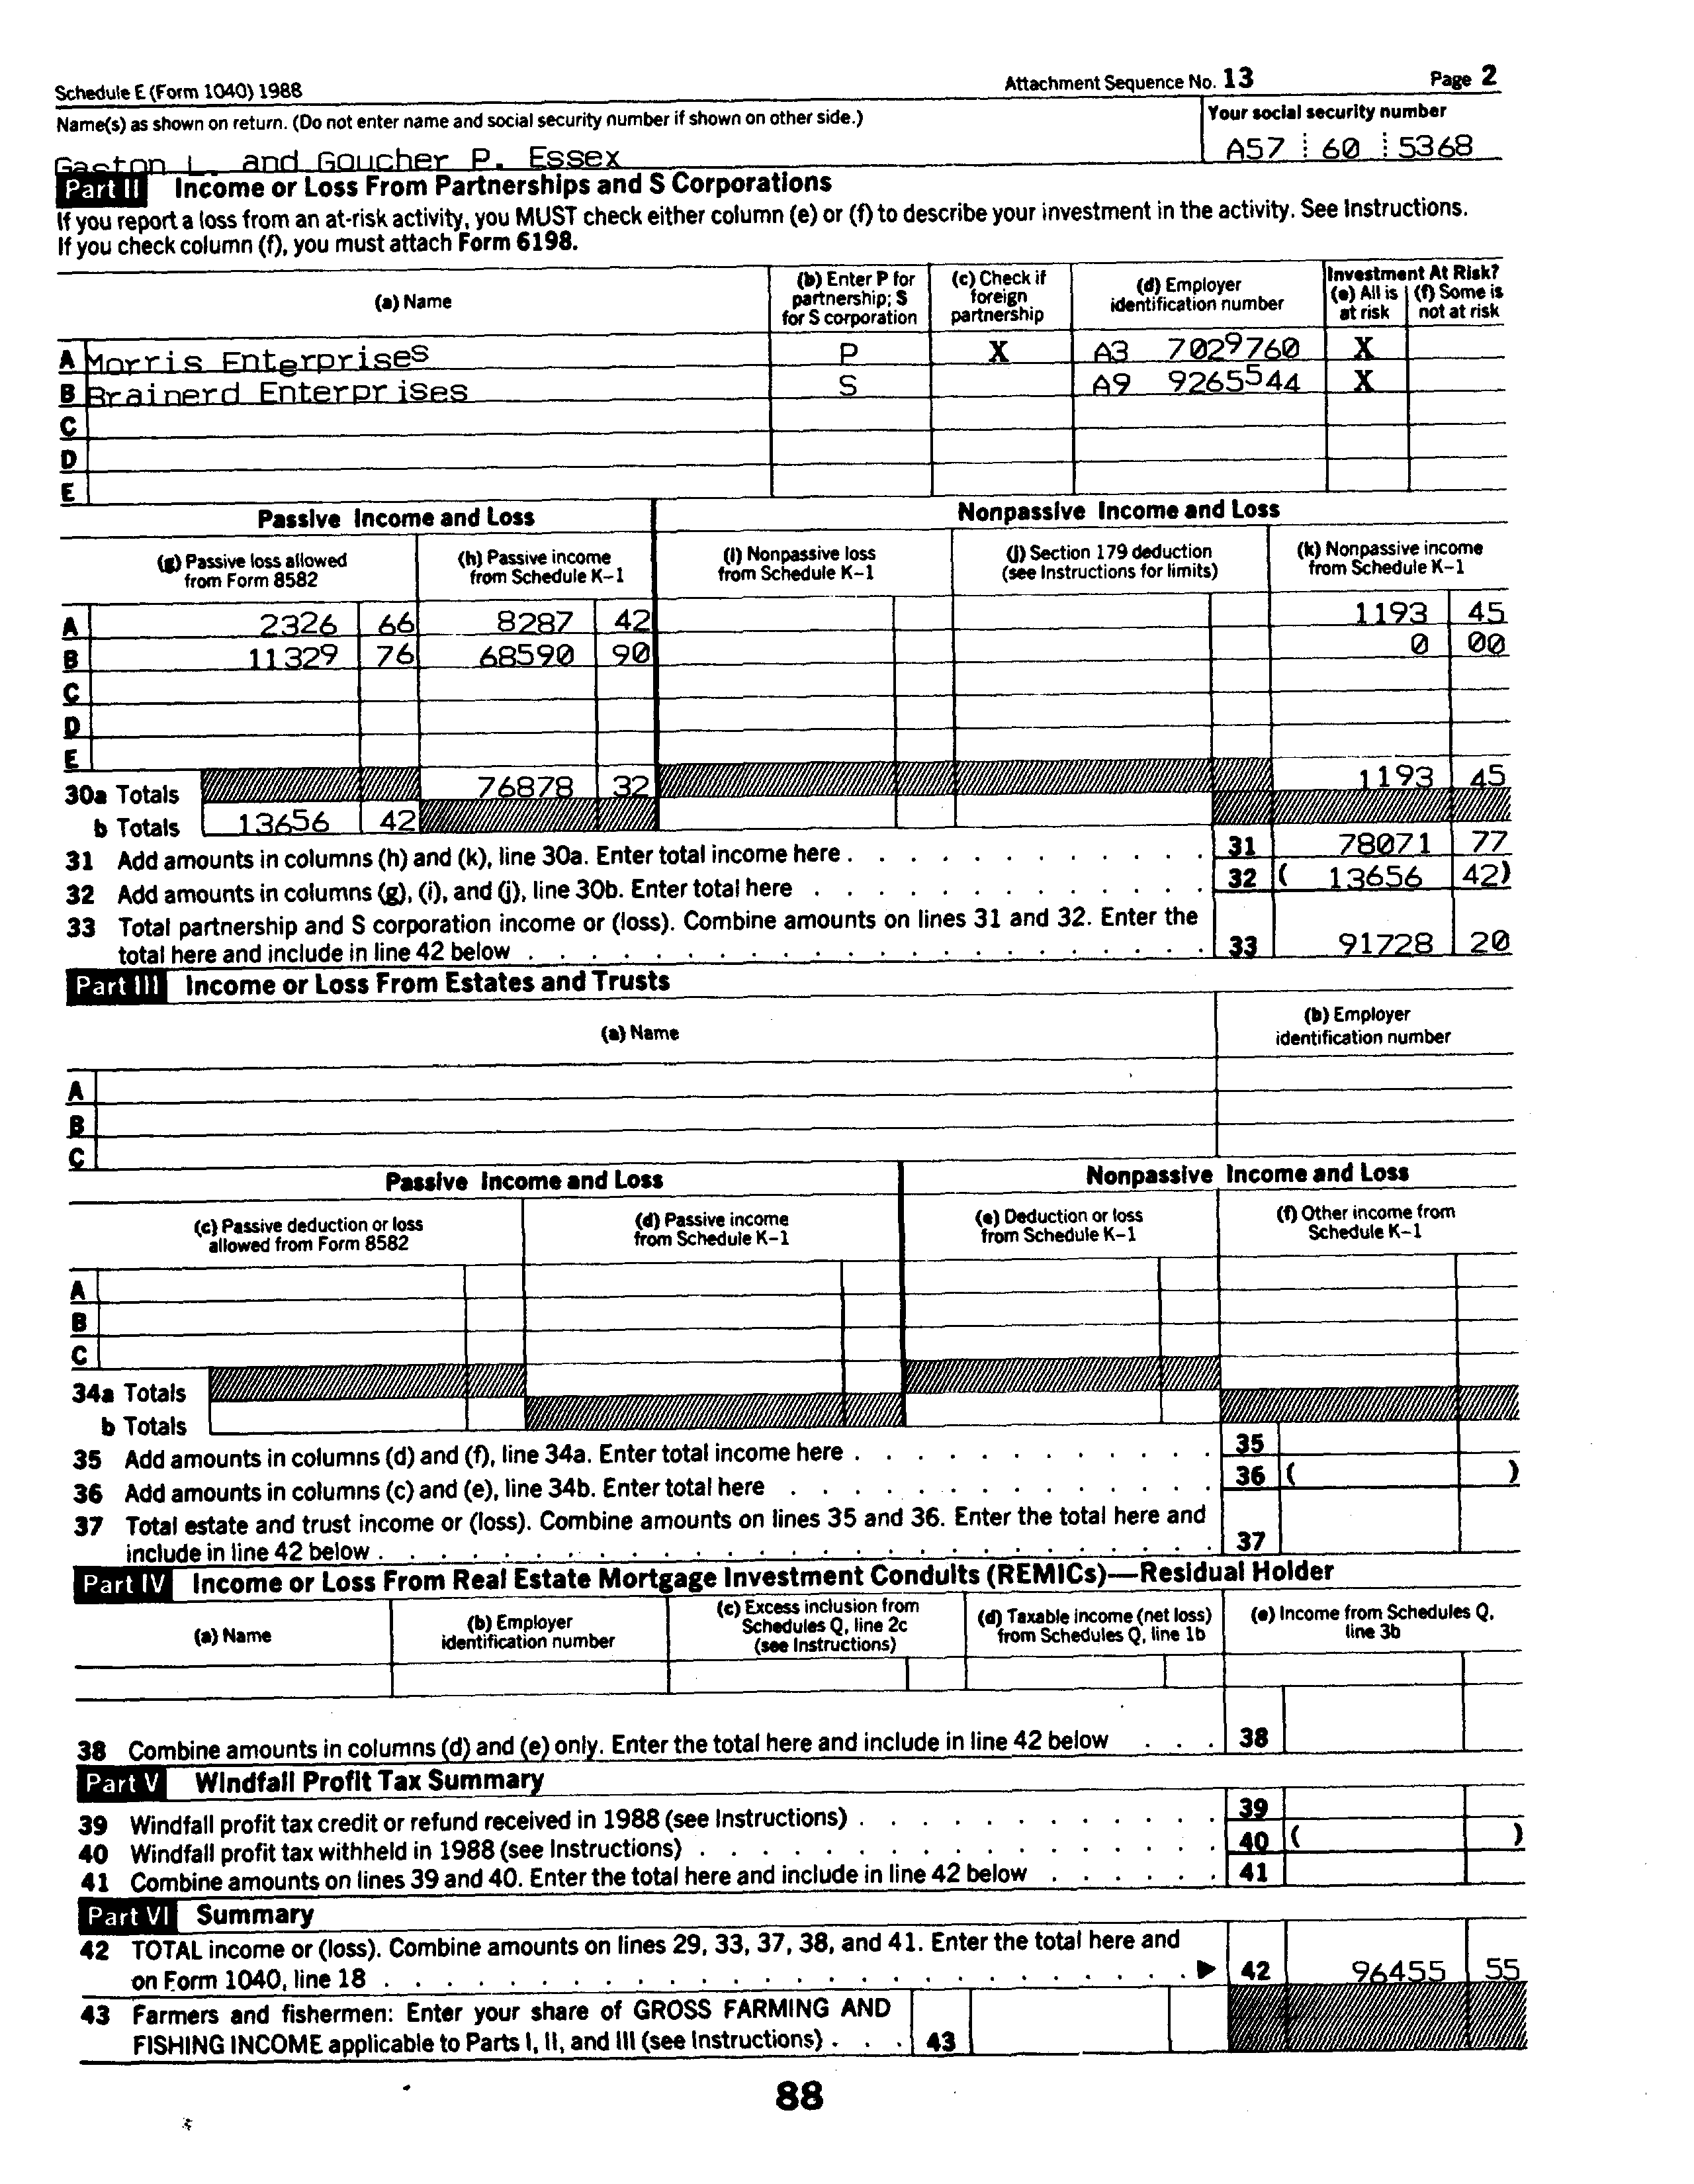 Schedule E (Form 1040) 1988 Attachment Sequence No. 13 Page 2
Name(s) as shown on return. (Do not enter name and social security number if shown on other side.) Your social security number
Gaston L. and Goucher P. Essex A57 60 5368
Part II Income or Loss From Partnerships and S Corporations
If you report a loss from an at-risk activity, you MUST check either column (e) or (f) to describe your investment in the activity. See Instructions.
If you check column (f), you must attach Form 6198.
(a) Name
(b) Enter P for partnership; S for S corporation
(c) Check if foreign partnership
(d) Employer identification number
Investment At Risk?
(e) All is at risk
(f) Some is not at risk
A Morris Enterprises P X A3 7029760 X
B Brainerd Enterprises S A9 9265544 X
C
D
E
Passive Income and Loss Nonpassive Income and Loss
(g) Passive loss allowed from Form 8582
(h) Passive income from Schedule K-1
(i) Nonpassive loss from Schedule K-1
(j) Section 179 deduction (see Instructions for limits)
(k) Nonpassive income from Schedule K-1
A 2326 66 8287 42 1193 45
B 11329 76 68590 90 0 00
C
D
E
30a Totals 76878 32 1193 45
b Totals 13656 42
31 Add amounts in columns (h) and (k), line 30a. Enter total income here . . . 31 78071 77
32 Add amounts in columns (g), (i), and (j), line 30b. Enter total here . . . 32 ( 13656 42)
33 Total partnership and S corporation income or (loss). Combine amounts on lines 31 and 32. Enter the
total here and include in line 42 below . . . 33 91728 20
Part III Income or Loss From Estates and Trusts
(a) Name
(b) Employer identification number
A
B
C
Passive Income and Loss Nonpassive Income and Loss
(c) Passive deduction or loss allowed from Form 8582
(d) Passive income from Schedule K-1
(e) Deduction or loss from Schedule K-1
(f) Other income from Schedule K-1
A
B
C
34a Totals
b Totals
35 Add amounts in columns (d) and (f), line 34a. Enter total income here . . . 35
36 Add amounts in columns (c) and (e), line 34b. Enter total here . . . 36 ( )
37 Total estate and trust income or (loss). Combine amounts on lines 35 and 36. Enter the total here and
include in line 42 below . . . 37
Part IV Income or Loss From Real Estate Mortgage Investment Conduits (REMICs)—Residual Holder
(a) Name
(b) Employer identification number
(c) Excess inclusion from Schedules Q, line 2c (see Instructions)
(d) Taxable income (net loss) from Schedules Q, line 1b
(e) Income from Schedules Q, line 3b
38 Combine amounts in columns (d) and (e) only. Enter the total here and include in line 42 below . . . 38
Part V Windfall Profit Tax Summary
39 Windfall profit tax credit or refund received in 1988 (see Instructions) . . . 39
40 Windfall profit tax withheld in 1988 (see Instructions) . . . 40 ( )
41 Combine amounts on lines 39 and 40. Enter the total here and include in line 42 below . . . 41
Part VI Summary
42 TOTAL income or (loss). Combine amounts on lines 29, 33, 37, 38, and 41. Enter the total here and
on Form 1040, line 18 . . . ▶ 42 96455 55
43 Farmers and fishermen: Enter your share of GROSS FARMING AND
FISHING INCOME applicable to Parts I, II, and III (see Instructions) . . . 43
88